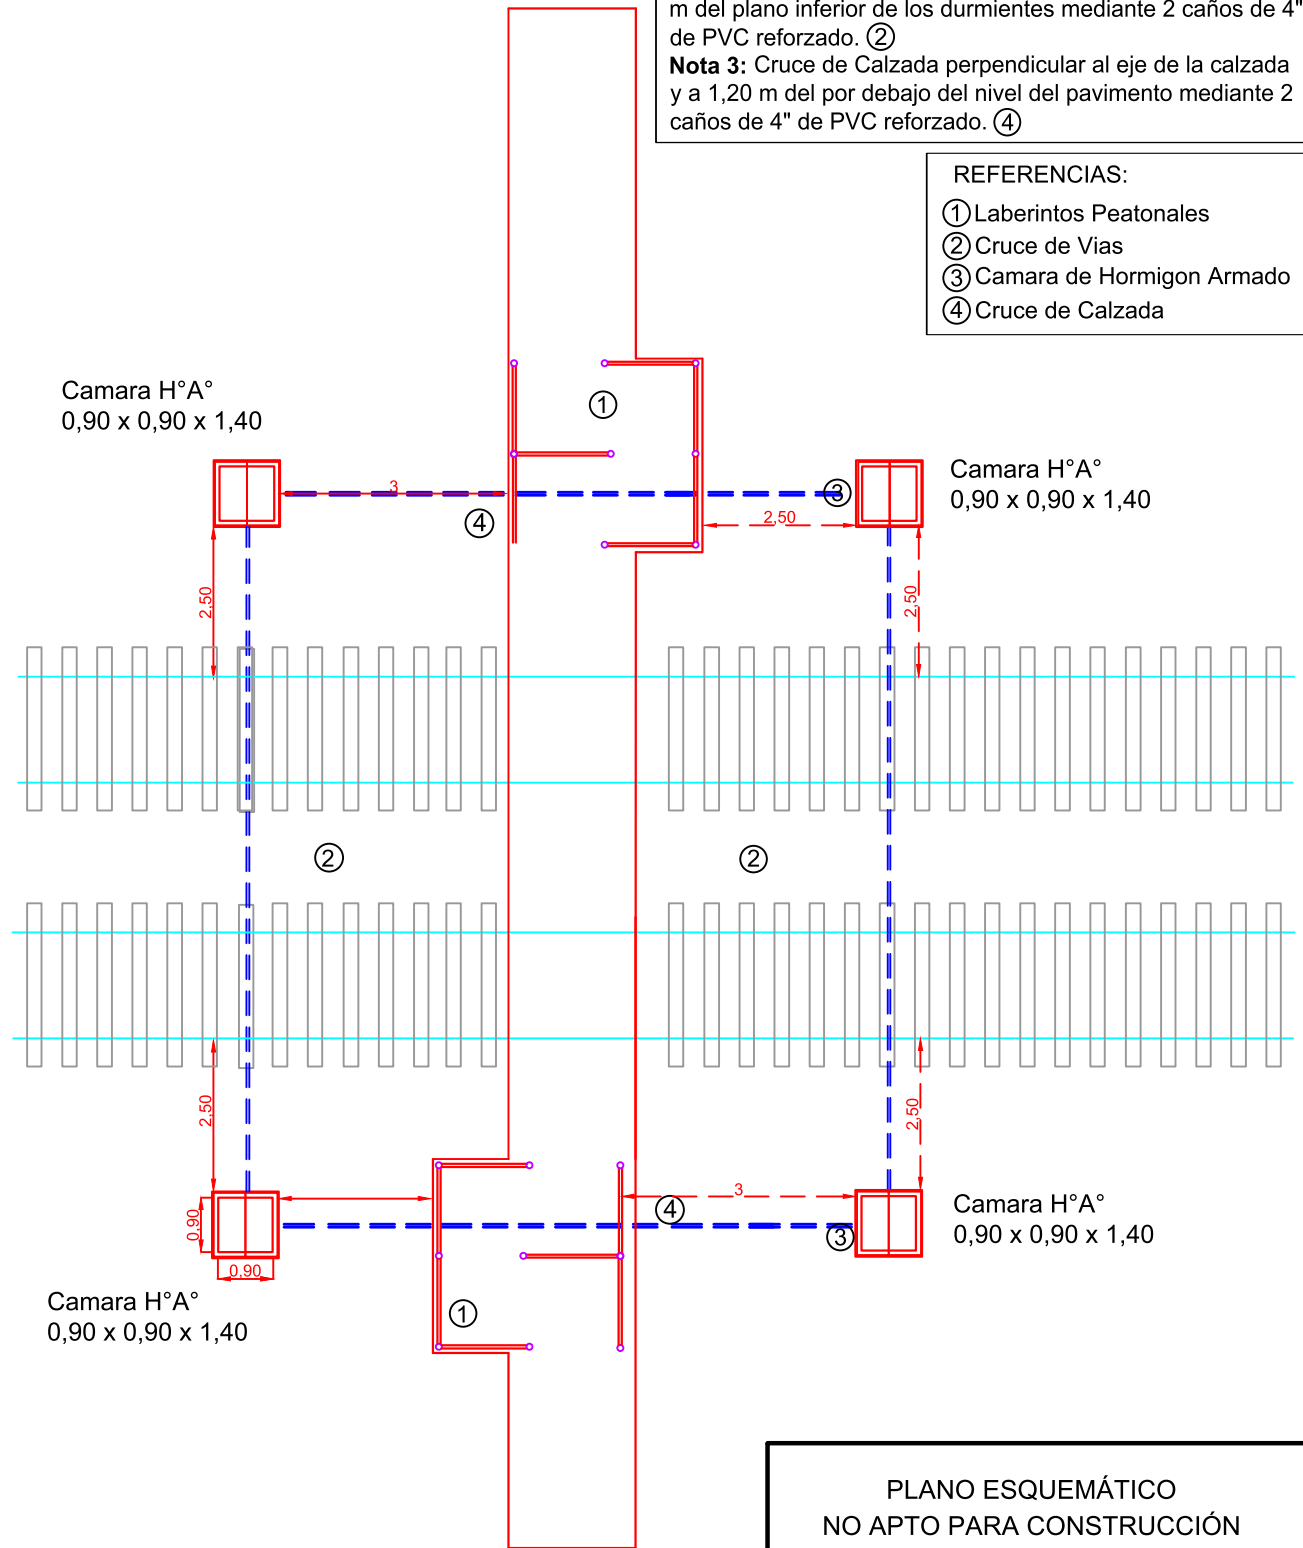 m del plano inferior de los durmientes mediante 2 caños de 4"
de PVC reforzado. ②
Nota 3: Cruce de Calzada perpendicular al eje de la calzada
y a 1,20 m del por debajo del nivel del pavimento mediante 2
caños de 4" de PVC reforzado. ④
REFERENCIAS:
① Laberintos Peatonales
② Cruce de Vias
③ Camara de Hormigon Armado
④ Cruce de Calzada
Camara H°A°
0,90 x 0,90 x 1,40
①
Camara H°A°
0,90 x 0,90 x 1,40
3
③
④
2,50
2,50
2,50
②
②
2,50
2,50
3
④
③
Camara H°A°
0,90 x 0,90 x 1,40
0,90
0,90
Camara H°A°
0,90 x 0,90 x 1,40
①
PLANO ESQUEMÁTICO
NO APTO PARA CONSTRUCCIÓN